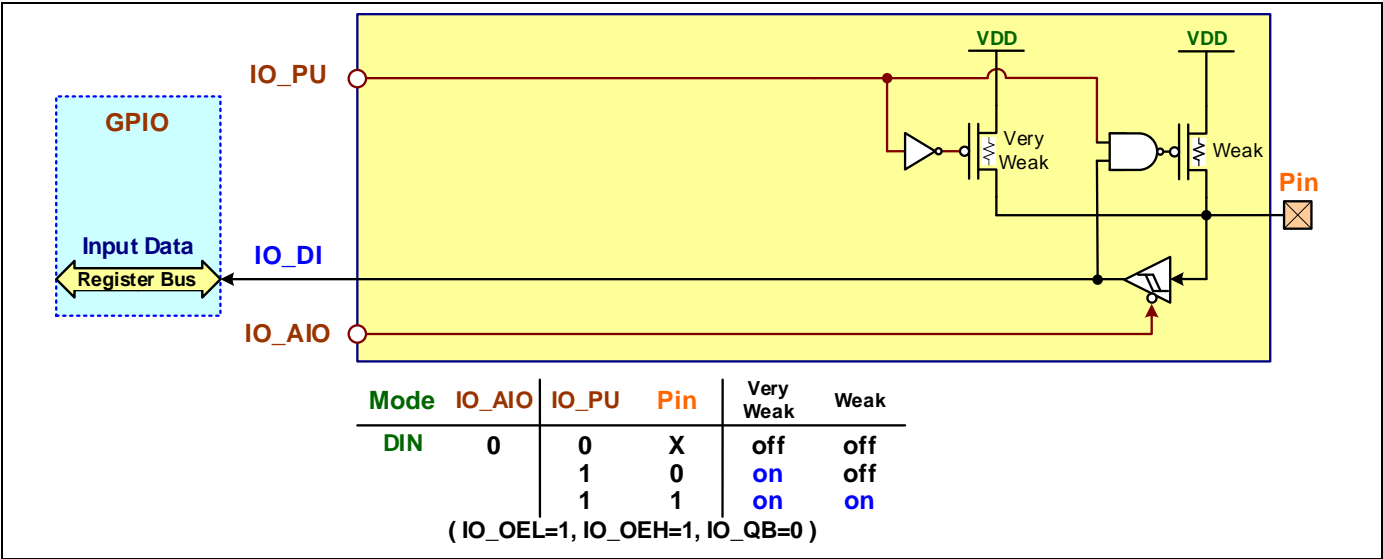 VDD VDD
IO_PU
GPIO
Very
Weak
Weak
Pin
Input Data
IO_DI
Register Bus
IO_AIO
Mode IO_AIO IO_PU Pin Very Weak Weak
DIN 0 0 X off off
1 0 on off
1 1 on on
( IO_OEL=1, IO_OEH=1, IO_QB=0 )